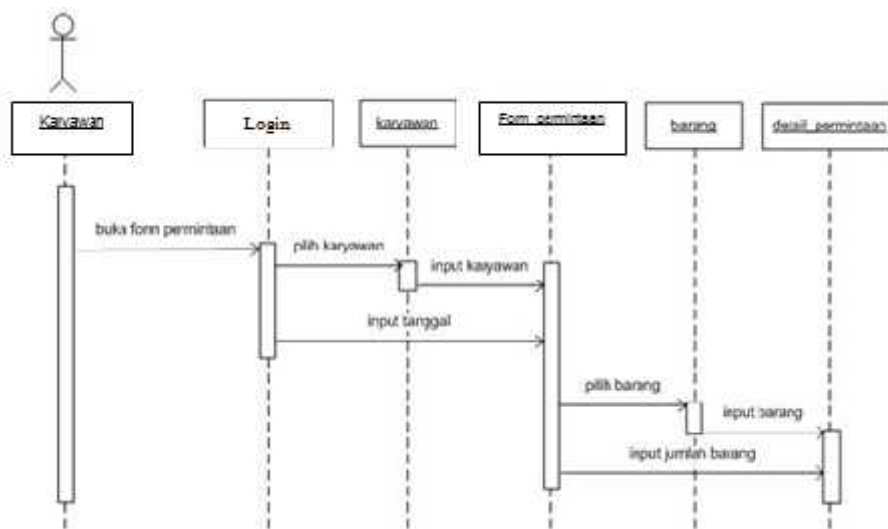 Karyawan
Login
karyawan
Form_permintaan
barang
detail_permintaan
buka form permintaan
pilih karyawan
input karyawan
input tanggal
pilih barang
input barang
input jumlah barang